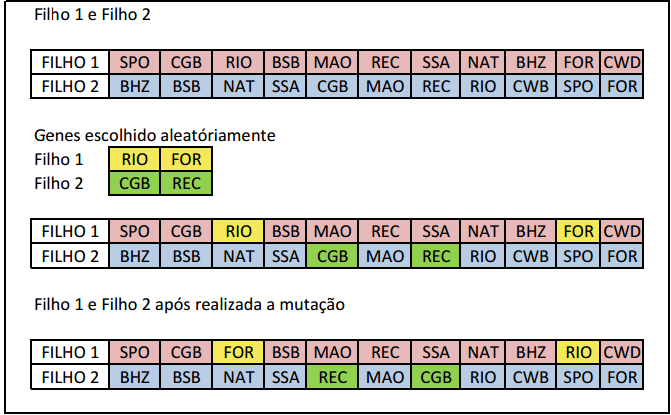 Filho 1 e Filho 2
FILHO 1 SPO CGB RIO BSB MAO REC SSA NAT BHZ FOR CWD
FILHO 2 BHZ BSB NAT SSA CGB MAO REC RIO CWB SPO FOR
Genes escolhido aleatóriamente
Filho 1 RIO FOR
Filho 2 CGB REC
FILHO 1 SPO CGB RIO BSB MAO REC SSA NAT BHZ FOR CWD
FILHO 2 BHZ BSB NAT SSA CGB MAO REC RIO CWB SPO FOR
Filho 1 e Filho 2 após realizada a mutação
FILHO 1 SPO CGB FOR BSB MAO REC SSA NAT BHZ RIO CWD
FILHO 2 BHZ BSB NAT SSA REC MAO CGB RIO CWB SPO FOR